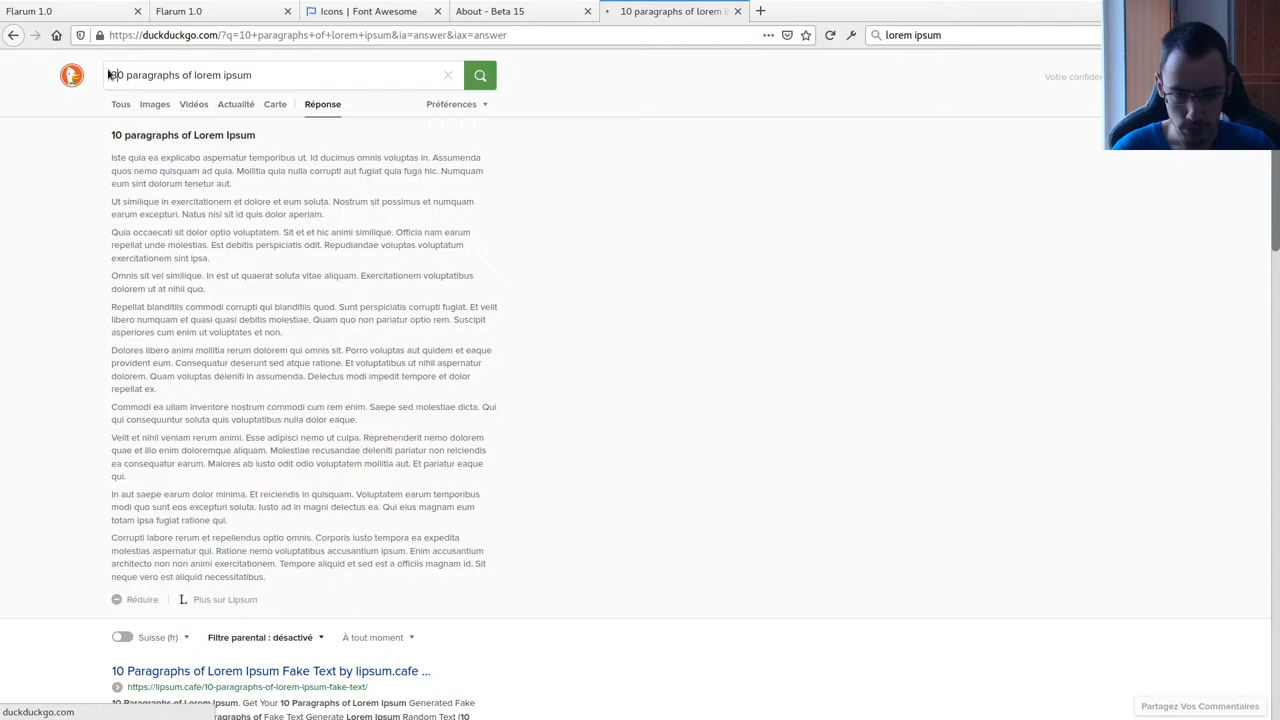 Flarum 1.0
Flarum 1.0
Icons | Font Awesome
About - Beta 15
10 paragraphs of lorem i
https://duckduckgo.com/?q=10+paragraphs+of+lorem+ipsum&ia=answer&iax=answer
lorem ipsum
paragraphs of lorem ipsum
Votre confiden
Tous
Images
Vidéos
Actualité
Carte
Réponse
Préférences
10 paragraphs of Lorem Ipsum
Iste quia ea explicabo aspernatur temporibus ut. Id ducimus omnis voluptas in. Assumenda
quos nemo quisquam ad quia. Mollitia quia nulla corrupti aut fugiat quia fuga hic. Numquam
eum sint dolorum tenetur aut.
Ut similique in exercitationem et dolore et eum soluta. Nostrum sit possimus et numquam
earum excepturi. Natus nisi sit id quis dolor aperiam.
Quia occaecati sit dolor optio voluptatem. Sit et et hic animi similique. Officia nam earum
repellat unde molestias. Est debitis perspiciatis odit. Repudiandae voluptas voluptatum
exercitationem sint ipsa.
Omnis sit vel similique. In est ut quaerat soluta vitae aliquam. Exercitationem voluptatibus
dolorem ut at nihil quo.
Repellat blanditiis commodi corrupti qui blanditiis quod. Sunt perspiciatis corrupti fugiat. Et velit
libero numquam et quasi quasi debitis molestiae. Quam quo non pariatur optio rem. Suscipit
asperiores cum enim ut voluptates et non.
Dolores libero animi mollitia rerum dolorem qui omnis sit. Porro voluptas aut quidem et eaque
provident eum. Consequatur deserunt sed atque ratione. Et voluptatibus ut nihil aspernatur
dolorem. Quam voluptas deleniti in assumenda. Delectus modi impedit tempore et dolor
repellat ex.
Commodi ea ullam inventore nostrum commodi cum rem enim. Saepe sed molestiae dicta. Qui
qui consequuntur soluta quis voluptatibus nulla dolor eaque.
Velit et nihil veniam rerum animi. Esse adipisci nemo ut culpa. Reprehenderit nemo dolorem
quae et illo enim doloremque aliquam. Molestiae recusandae deleniti pariatur non reiciendis
ea consequatur earum. Maiores ab iusto odit odio voluptatem mollitia aut. Et pariatur eaque
qui.
In aut saepe earum dolor minima. Et reiciendis in quisquam. Voluptatem earum temporibus
modi quo sunt eos excepturi soluta. Iusto ad in magni delectus ea. Qui eius magnam eum
totam ipsa fugiat ratione qui.
Corrupti labore rerum et repellendus optio omnis. Corporis iusto tempora ea expedita
molestias aspernatur qui. Ratione nemo voluptatibus accusantium ipsum. Enim accusantium
architecto non non animi exercitationem. Tempore aliquid et sed est a officiis magnam id. Sit
neque vero est aliquid necessitatibus.
Réduire
L Plus sur Lipsum
Suisse (fr)
Filtre parental : désactivé
À tout moment
10 Paragraphs of Lorem Ipsum Fake Text by lipsum.cafe ...
https://lipsum.cafe/10-paragraphs-of-lorem-ipsum-fake-text/
10 Paragraphs of Lorem Ipsum. Get Your 10 Paragraphs of Lorem Ipsum Generated Fake
agraphs of Fake Text Generate Lorem Ipsum Random Text (10
duckduckgo.com
Partagez Vos Commentaires